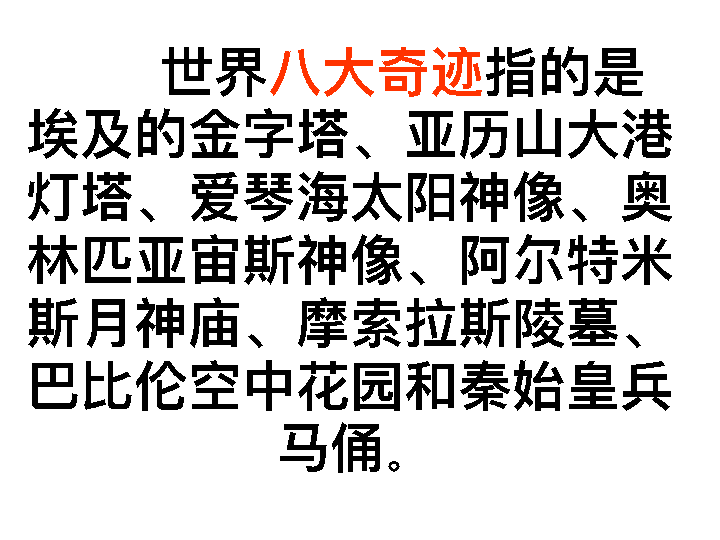 世界八大奇迹指的是
埃及的金字塔、亚历山大港
灯塔、爱琴海太阳神像、奥
林匹亚宙斯神像、阿尔特米
斯月神庙、摩索拉斯陵墓、
巴比伦空中花园和秦始皇兵
马俑。